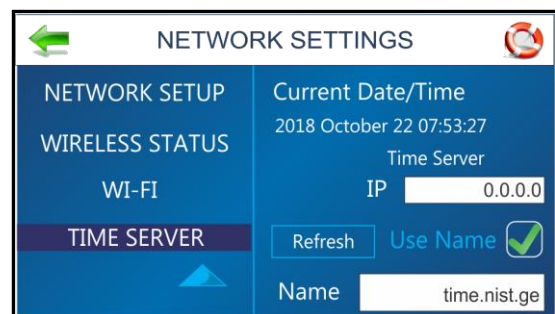 NETWORK SETTINGS
NETWORK SETUP
WIRELESS STATUS
WI-FI
TIME SERVER
Current Date/Time
2018 October 22 07:53:27
Time Server
IP 0.0.0.0
Refresh Use Name
Name time.nist.ge